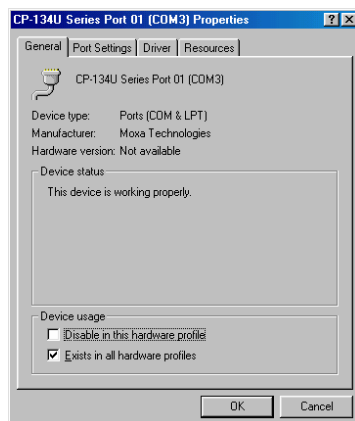 CP-134U Series Port 01 (COM3) Properties
General Port Settings Driver Resources
CP-134U Series Port 01 (COM3)
Device type: Ports (COM & LPT)
Manufacturer: Moxa Technologies
Hardware version: Not available
Device status
This device is working properly.
Device usage
Disable in this hardware profile
Exists in all hardware profiles
OK Cancel